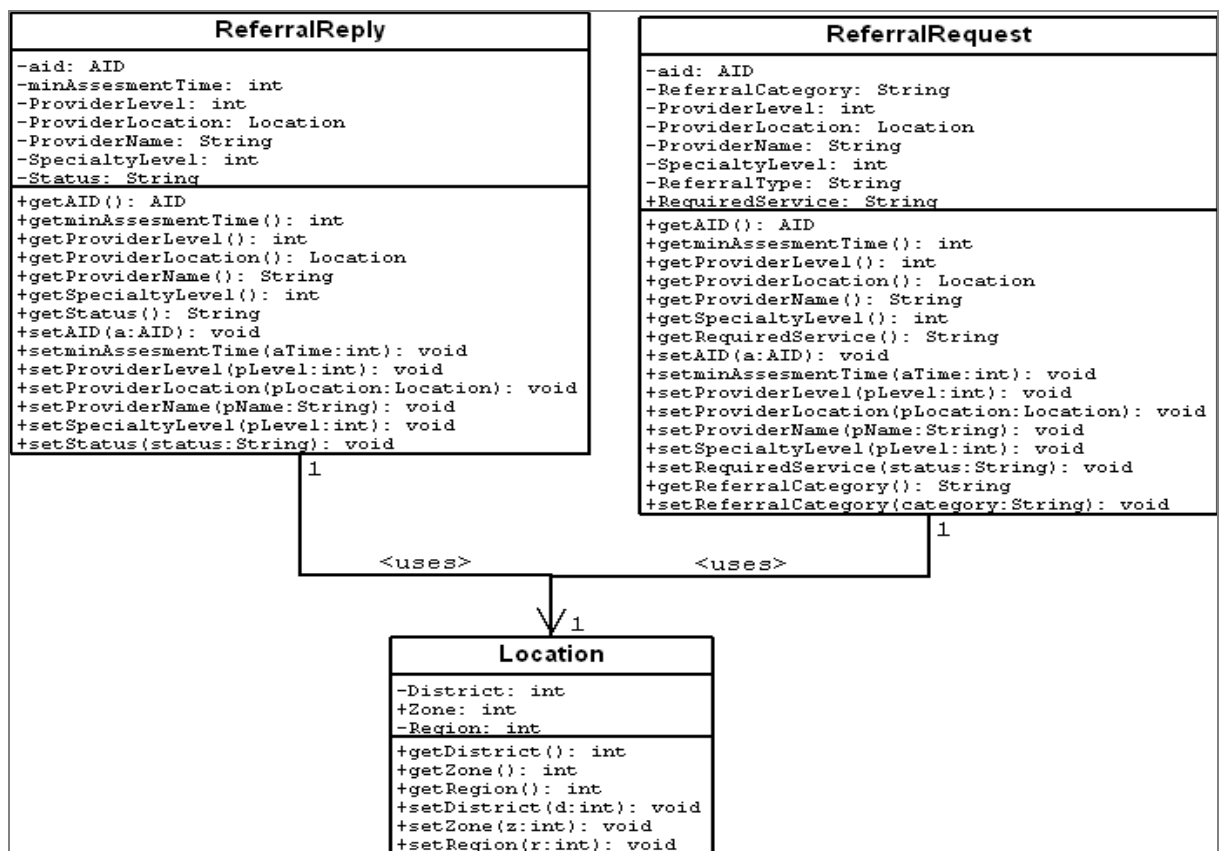 ReferralReply
-aid: AID
-minAssesmentTime: int
-ProviderLevel: int
-ProviderLocation: Location
-ProviderName: String
-SpecialtyLevel: int
-Status: String
+getAID(): AID
+getminAssesmentTime(): int
+getProviderLevel(): int
+getProviderLocation(): Location
+getProviderName(): String
+getSpecialtyLevel(): int
+getStatus(): String
+setAID(a:AID): void
+setminAssesmentTime(aTime:int): void
+setProviderLevel(pLevel:int): void
+setProviderLocation(pLocation:Location): void
+setProviderName(pName:String): void
+setSpecialtyLevel(pLevel:int): void
+setStatus(status:String): void
1
<uses>
ReferralRequest
-aid: AID
-ReferralCategory: String
-ProviderLevel: int
-ProviderLocation: Location
-ProviderName: String
-SpecialtyLevel: int
-ReferralType: String
+RequiredService: String
+getAID(): AID
+getminAssesmentTime(): int
+getProviderLevel(): int
+getProviderLocation(): Location
+getProviderName(): String
+getSpecialtyLevel(): int
+getRequiredService(): String
+setAID(a:AID): void
+setminAssesmentTime(aTime:int): void
+setProviderLevel(pLevel:int): void
+setProviderLocation(pLocation:Location): void
+setProviderName(pName:String): void
+setSpecialtyLevel(pLevel:int): void
+setRequiredService(status:String): void
+getReferralCategory(): String
+setReferralCategory(category:String): void
1
<uses>
1
Location
-District: int
+Zone: int
-Region: int
+getDistrict(): int
+getZone(): int
+getRegion(): int
+setDistrict(d:int): void
+setZone(z:int): void
+setRegion(r:int): void